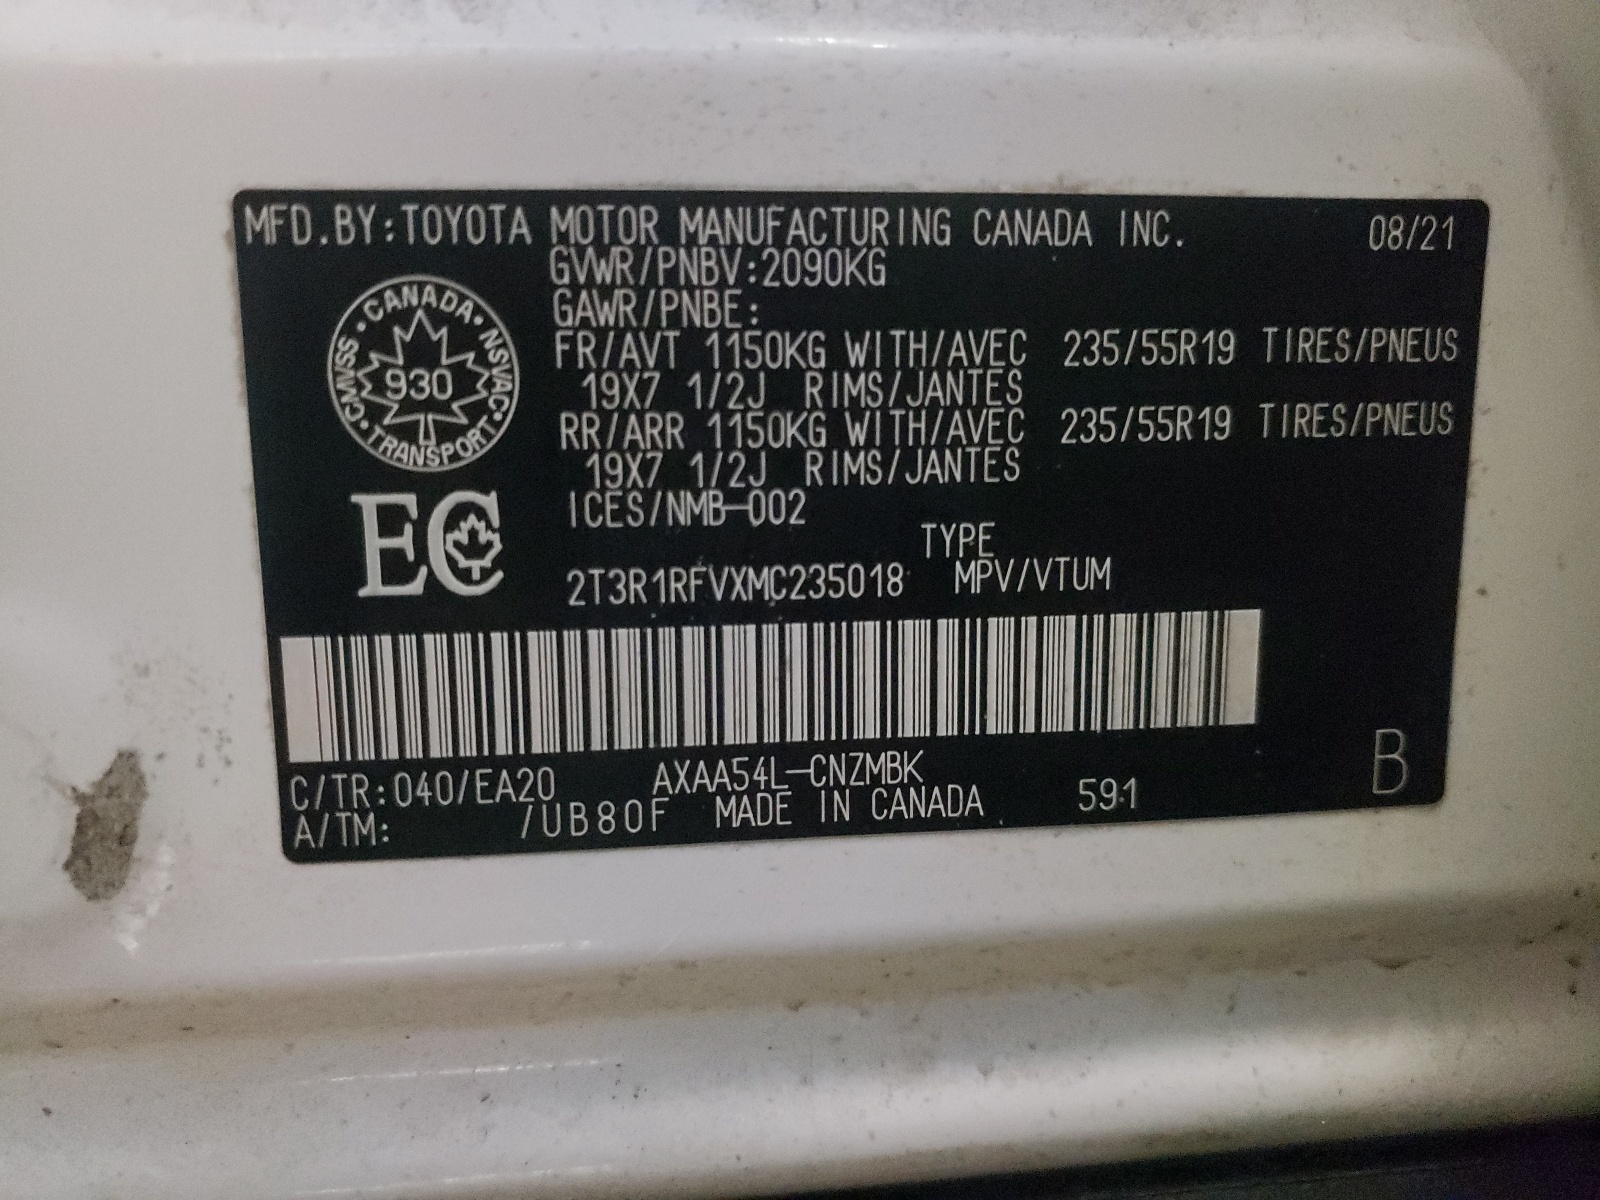 MFD.BY:TOYOTA MOTOR MANUFACTURING CANADA INC. 08/21
GVWR/PNBV:2090KG
GAWR/PNBE:
FR/AVT 1150KG WITH/AVEC 235/55R19 TIRES/PNEUS
19X7 1/2J RIMS/JANTES
RR/ARR 1150KG WITH/AVEC 235/55R19 TIRES/PNEUS
19X7 1/2J RIMS/JANTES
ICES/NMB-002
CANADA • NSVAC • TRANSPORT • CMVSS •
930
EC
TYPE
2T3R1RFVXMC235018 MPV/VTUM
C/TR:040/EA20 AXAA54L-CNZMBK
A/TM: /UB80F MADE IN CANADA 591
B